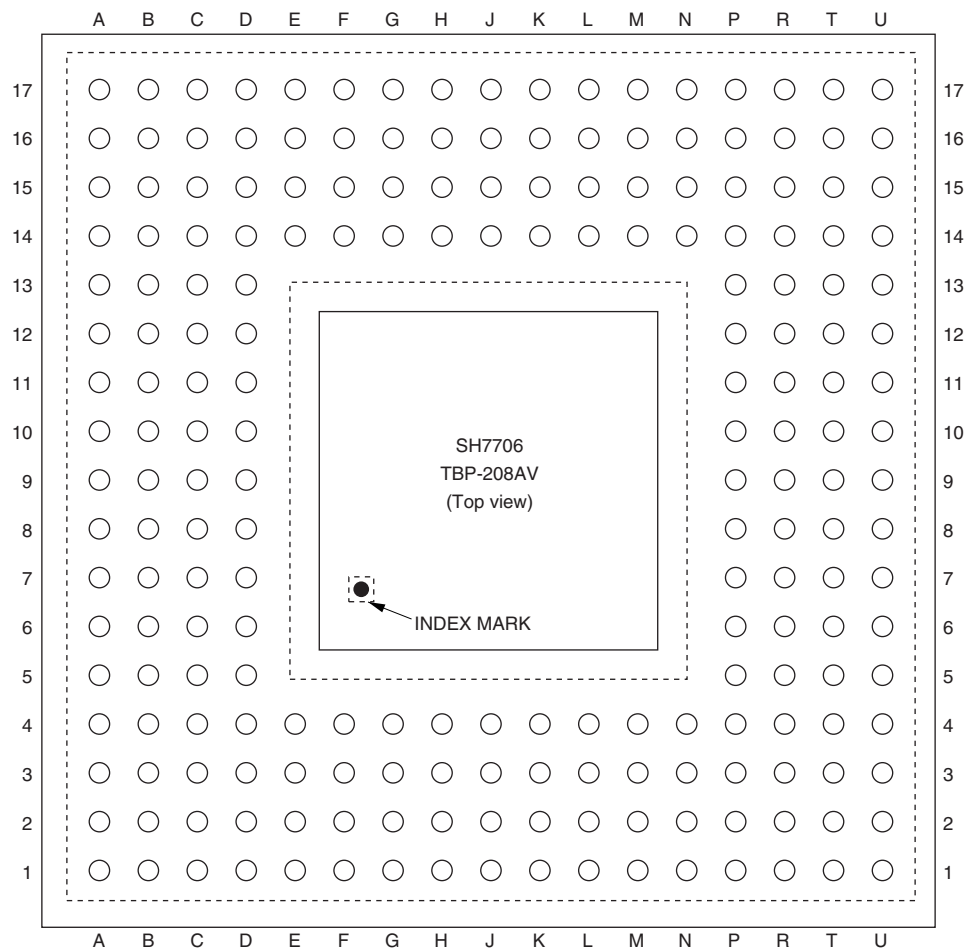 A B C D E F G H J K L M N P R T U
17 17
16 16
15 15
14 14
13 13
12 12
11 11
10 10
SH7706
TBP-208AV
9 9
(Top view)
8 8
7 7
INDEX MARK
6 6
5 5
4 4
3 3
2 2
1 1
A B C D E F G H J K L M N P R T U